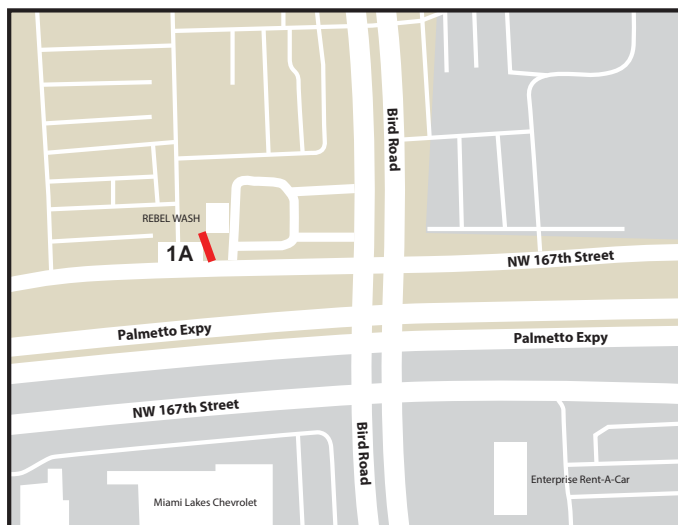 Bird Road
REBEL WASH
1A
NW 167th Street
Palmetto Expy
Palmetto Expy
NW 167th Street
Bird Road
Enterprise Rent-A-Car
Miami Lakes Chevrolet